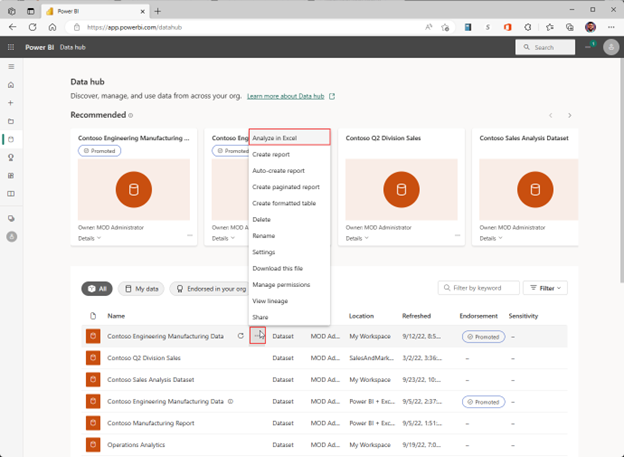 Power BI
https://app.powerbi.com/datahub
Power BI Data hub Search
Data hub
Discover, manage, and use data from across your org. Learn more about Data hub
Recommended
Contoso Engineering Manufacturing ...
Promoted
Owner: MOD Administrator
Details
Contoso Eng
Promoted
Owner: MOD
Details
Contoso Q2 Division Sales
Owner: MOD Administrator
Details
Contoso Sales Analysis Dataset
Owner: MOD Administrator
Details
Analyze in Excel
Create report
Auto-create report
Create paginated report
Create formatted table
Delete
Rename
Settings
Download this file
Manage permissions
View lineage
Share
All My data Endorsed in your org Filter by keyword Filter
Name Location Refreshed Endorsement Sensitivity
Contoso Engineering Manufacturing Data Dataset MOD Ad... My Workspace 9/12/22, 8:5... Promoted –
Contoso Q2 Division Sales Dataset MOD Ad... SalesAndMark... 3/2/22, 3:36:... – –
Contoso Sales Analysis Dataset Dataset MOD Ad... My Workspace 9/23/22, 10:... – –
Contoso Engineering Manufacturing Data Dataset MOD Ad... Power BI + Exc... 9/5/22, 2:37:... Promoted –
Contoso Manufacturing Report Dataset MOD Ad... Power BI + Exc... 9/5/22, 1:51:... – –
Operations Analytics Dataset MOD Ad... My Workspace 9/19/22, 7:0... – –